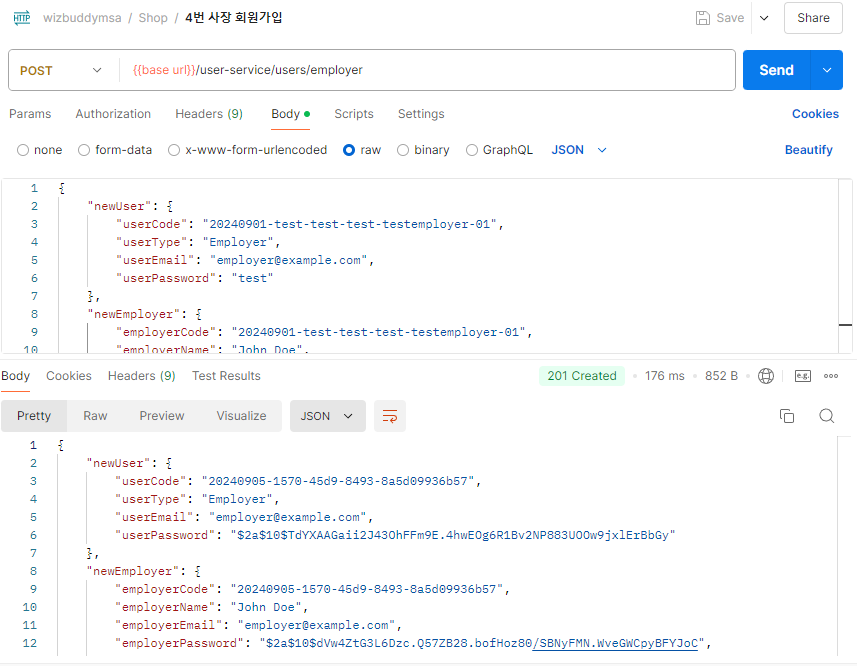 HTTP wizbuddymsa / Shop / 4번 사장 회원가입 Save Share
POST {{base url}}/user-service/users/employer Send
Params Authorization Headers (9) Body Scripts Settings Cookies
none form-data x-www-form-urlencoded raw binary GraphQL JSON Beautify
1 {
2 "newUser": {
3 "userCode": "20240901-test-test-test-testemployer-01",
4 "userType": "Employer",
5 "userEmail": "employer@example.com",
6 "userPassword": "test"
7 },
8 "newEmployer": {
9 "employerCode": "20240901-test-test-test-testemployer-01",
10 "employerName": "John Doe",
Body Cookies Headers (9) Test Results 201 Created 176 ms 852 B e.g.
Pretty Raw Preview Visualize JSON
1 {
2 "newUser": {
3 "userCode": "20240905-1570-45d9-8493-8a5d09936b57",
4 "userType": "Employer",
5 "userEmail": "employer@example.com",
6 "userPassword": "$2a$10$TdYXAAGaii2J43OhFFm9E.4hwEOg6R1Bv2NP883UOOw9jxlErBbGy"
7 },
8 "newEmployer": {
9 "employerCode": "20240905-1570-45d9-8493-8a5d09936b57",
10 "employerName": "John Doe",
11 "employerEmail": "employer@example.com",
12 "employerPassword": "$2a$10$dVw4ZtG3L6Dzc.Q57ZB28.bofHoz80/SBNyFMN.WveGWCpyBFYJoC",